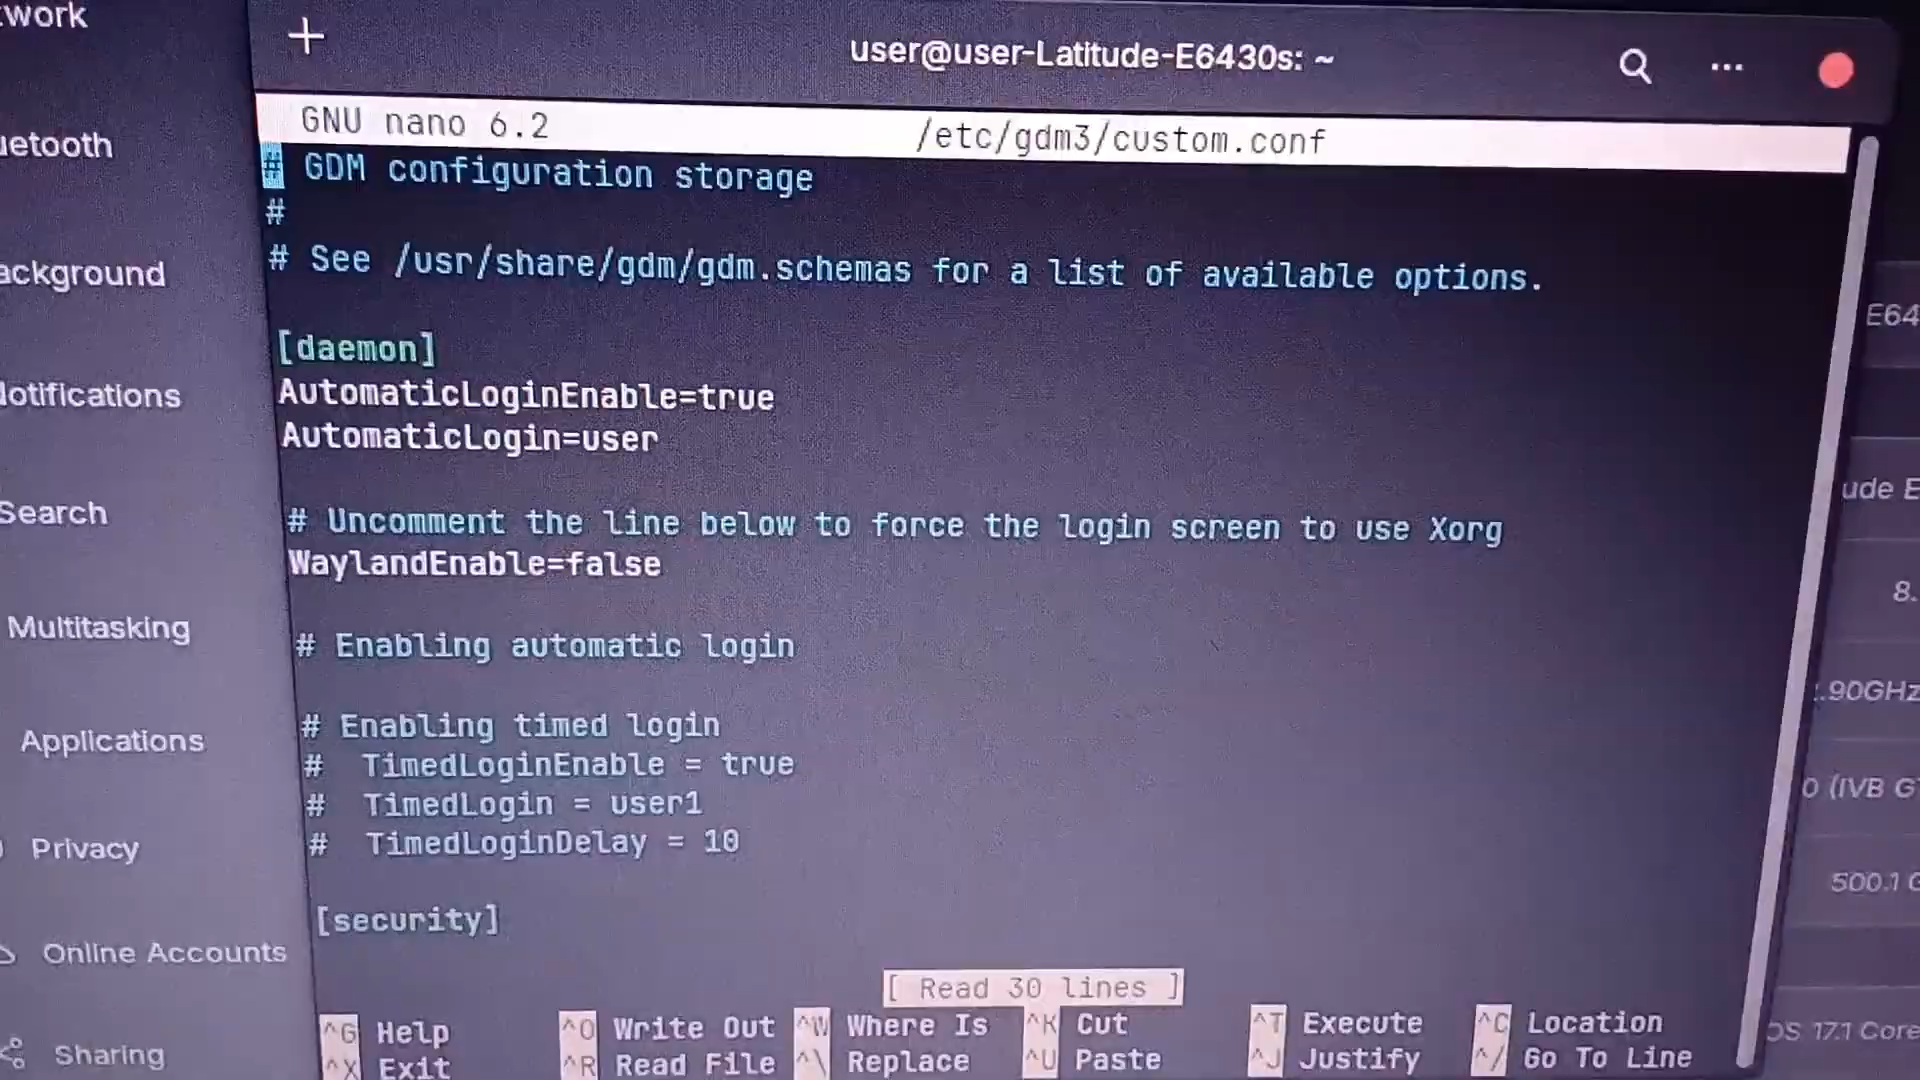 twork
user@user-Latitude-E6430s: ~
GNU nano 6.2
/etc/gdm3/custom.conf
uetooth
# GDM configuration storage
#
# See /usr/share/gdm/gdm.schemas for a list of available options.
ackground
E64
[daemon]
AutomaticLoginEnable=true
Notifications
AutomaticLogin=user
ude E
Search
# Uncomment the line below to force the login screen to use Xorg
WaylandEnable=false
8.
Multitasking
# Enabling automatic login
.90GHz
Applications
# Enabling timed login
# TimedLoginEnable = true
0 (IVB G
# TimedLogin = user1
# TimedLoginDelay = 10
Privacy
500.1 G
[security]
Online Accounts
[ Read 30 lines ]
^G Help ^O Write Out ^W Where Is ^K Cut ^T Execute ^C Location
OS 17.1 Core
Sharing
^X Exit ^R Read File ^\ Replace ^U Paste ^J Justify ^/ Go To Line